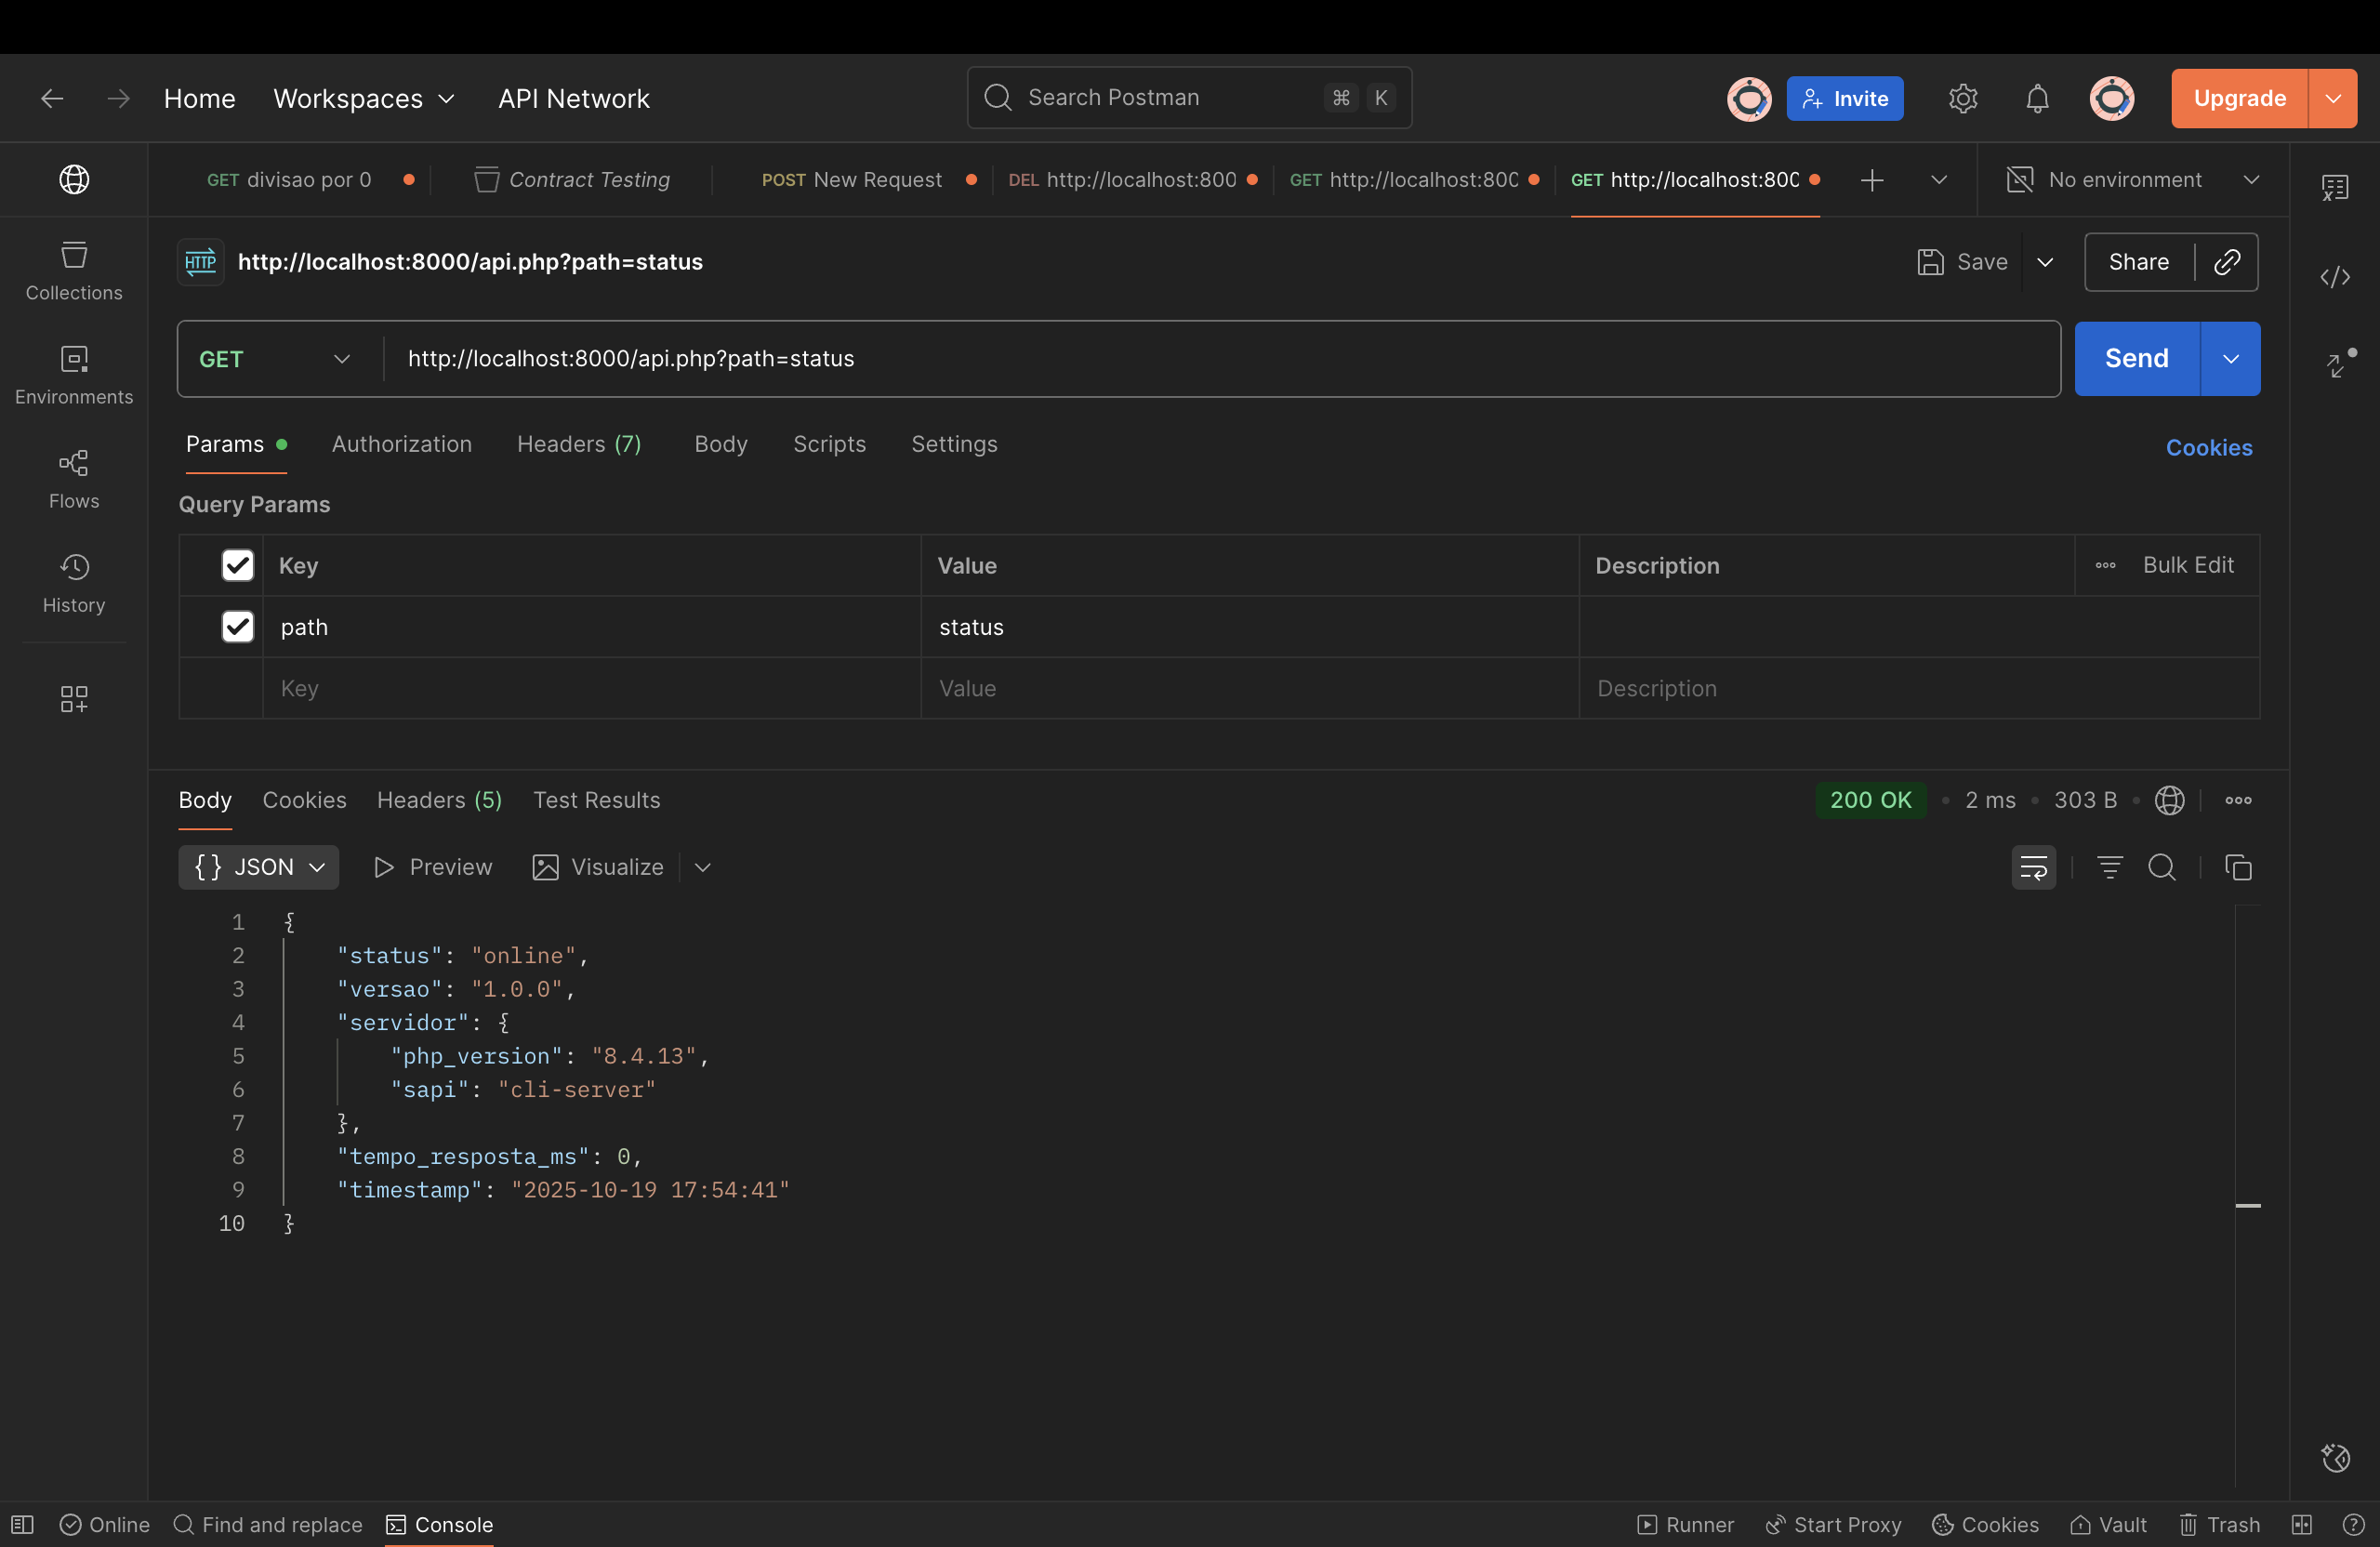 Home Workspaces API Network Search Postman ⌘ K Invite Upgrade
GET divisao por 0 Contract Testing POST New Request DEL http://localhost:800 GET http://localhost:800 GET http://localhost:800 No environment
HTTP http://localhost:8000/api.php?path=status Save Share
Collections
GET http://localhost:8000/api.php?path=status Send
Environments
Params Authorization Headers (7) Body Scripts Settings Cookies
Flows
Query Params
Key Value Description Bulk Edit
History
path status
Key Value Description
Body Cookies Headers (5) Test Results 200 OK • 2 ms • 303 B •
{} JSON Preview Visualize
1 {
2 "status": "online",
3 "versao": "1.0.0",
4 "servidor": {
5 "php_version": "8.4.13",
6 "sapi": "cli-server"
7 },
8 "tempo_resposta_ms": 0,
9 "timestamp": "2025-10-19 17:54:41"
10 }
Online Find and replace Console Runner Start Proxy Cookies Vault Trash